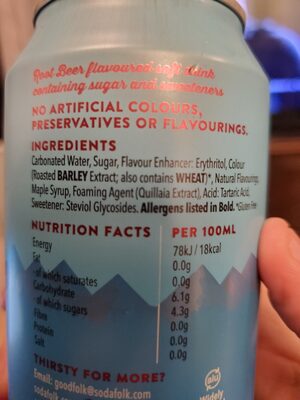 Root Beer flavoured soft drink
containing sugar and sweeteners
NO ARTIFICIAL COLOURS,
PRESERVATIVES OR FLAVOURINGS.
INGREDIENTS
Carbonated Water, Sugar, Flavour Enhancer: Erythritol, Colour
(Roasted BARLEY Extract; also contains WHEAT)*, Natural Flavouring,
Maple Syrup, Foaming Agent (Quillaia Extract), Acid: Tartaric Acid,
Sweetener: Steviol Glycosides. Allergens listed in Bold. *Gluten Free
NUTRITION FACTS PER 100ML
Energy 78kJ / 18kcal
Fat 0.0g
- of which saturates 0.0g
Carbohydrate 6.1g
- of which sugars 4.3g
Fibre 0.0g
Protein 0.0g
Salt 0.0g
THIRSTY FOR MORE?
Email: goodfolk@sodafolk.com
alu
Widely